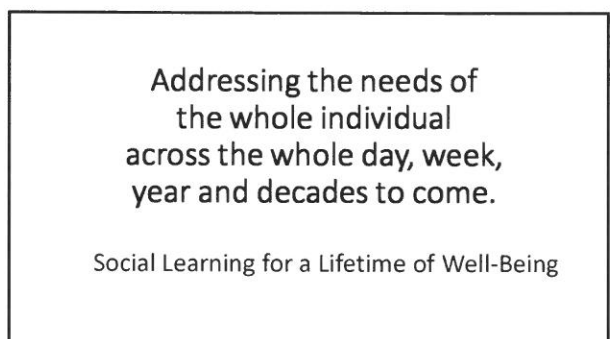 Addressing the needs of
the whole individual
across the whole day, week,
year and decades to come.
Social Learning for a Lifetime of Well-Being